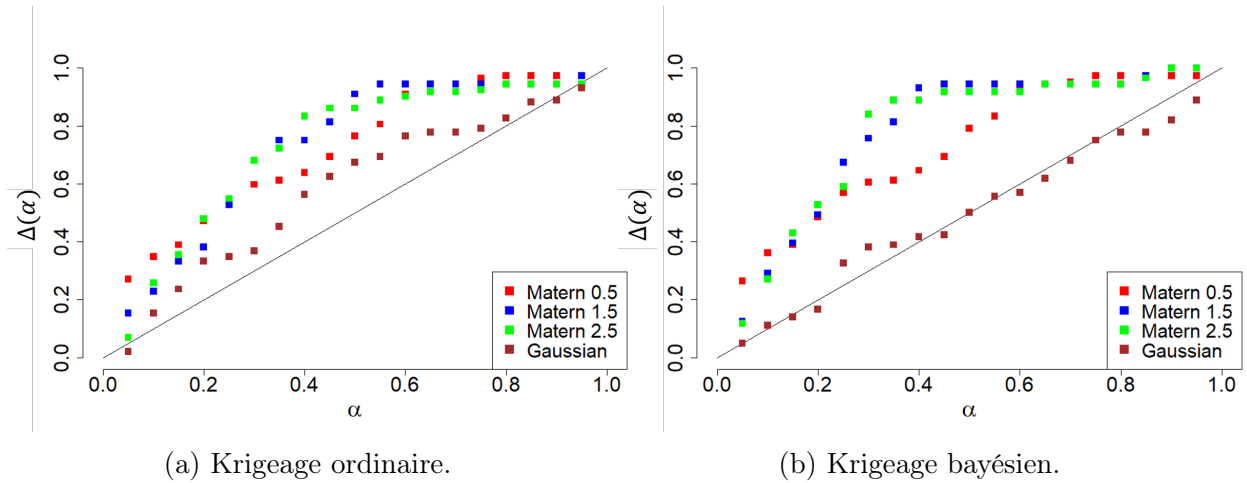 Δ(α)
1.0
0.8
0.6
0.4
0.2
0.0
0.0 0.2 0.4 0.6 0.8 1.0
α
Matern 0.5
Matern 1.5
Matern 2.5
Gaussian
(a) Krigeage ordinaire.
Δ(α)
1.0
0.8
0.6
0.4
0.2
0.0
0.0 0.2 0.4 0.6 0.8 1.0
α
Matern 0.5
Matern 1.5
Matern 2.5
Gaussian
(b) Krigeage bayésien.